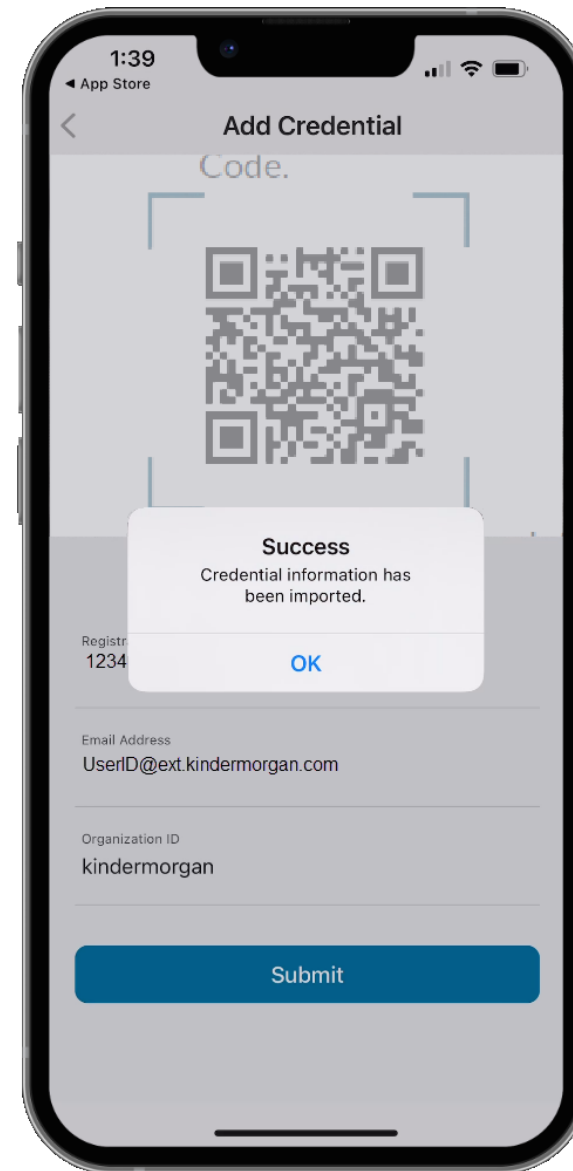 1:39
◀ App Store
Add Credential
Code.
Success
Credential information has
been imported.
OK
Registr
1234
Email Address
UserID@ext.kindermorgan.com
Organization ID
kindermorgan
Submit